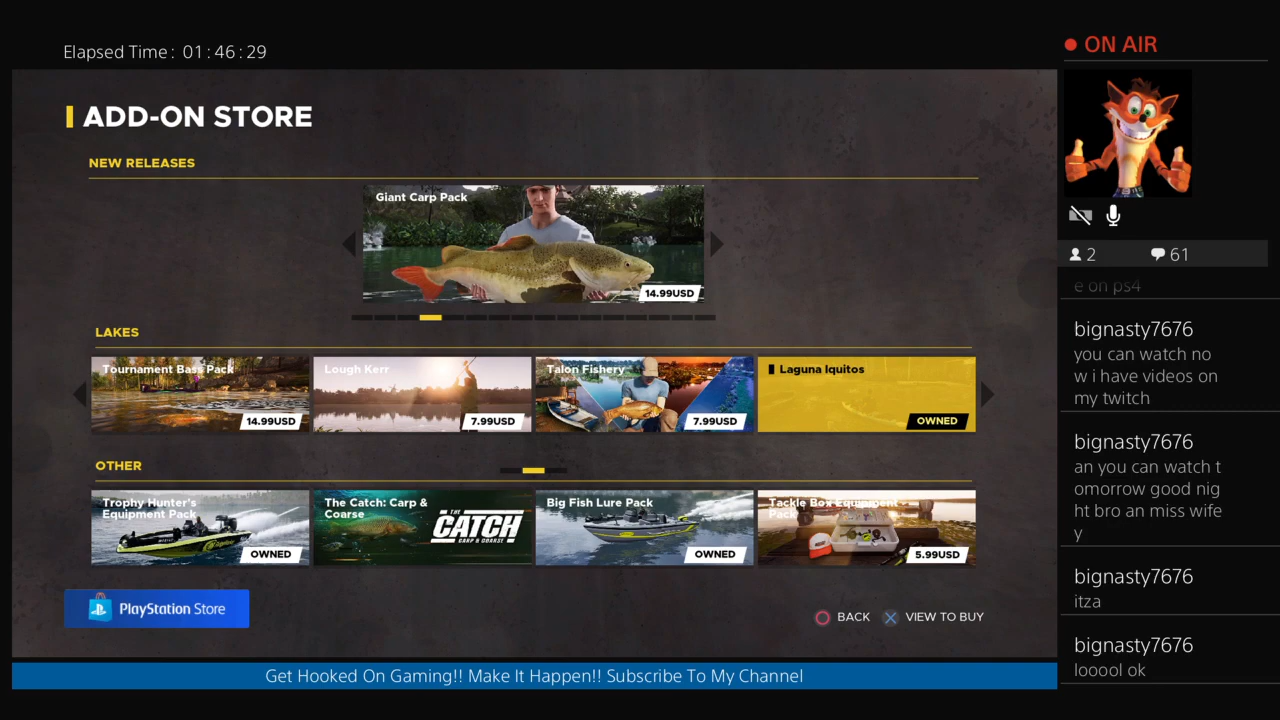 Elapsed Time: 01:46:29
ADD-ON STORE
NEW RELEASES
Giant Carp Pack
14.99USD
LAKES
Tournament Bass Pack
14.99USD
Lough Kerr
7.99USD
Talon Fishery
7.99USD
Laguna Iquitos
OWNED
OTHER
Trophy Hunter's
Equipment Pack
OWNED
The Catch: Carp &
Coarse
THE
CATCH
CARP & COARSE
Big Fish Lure Pack
OWNED
Tackle Box Equipment
Pack
5.99USD
PlayStation Store
BACK
VIEW TO BUY
Get Hooked On Gaming!! Make It Happen!! Subscribe To My Channel
ON AIR
2
61
e on ps4
bignasty7676
you can watch no
w i have videos on
my twitch
bignasty7676
an you can watch t
omorrow good nig
ht bro an miss wife
y
bignasty7676
itza
bignasty7676
looool ok